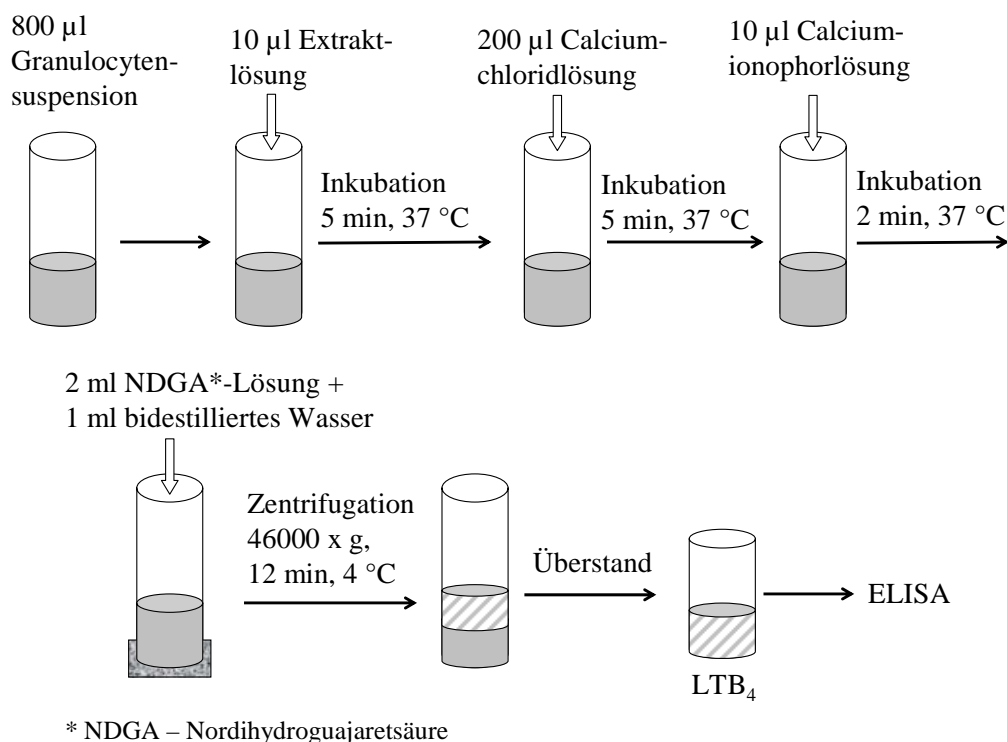 800 µl
Granulocyten-
suspension
10 µl Extrakt-
lösung
200 µl Calcium-
chloridlösung
10 µl Calcium-
ionophorlösung
Inkubation
5 min, 37 °C
Inkubation
5 min, 37 °C
Inkubation
2 min, 37 °C
2 ml NDGA*-Lösung +
1 ml bidestilliertes Wasser
Zentrifugation
46000 x g,
12 min, 4 °C
Überstand
ELISA
LTB4
* NDGA – Nordihydroguajaretsäure